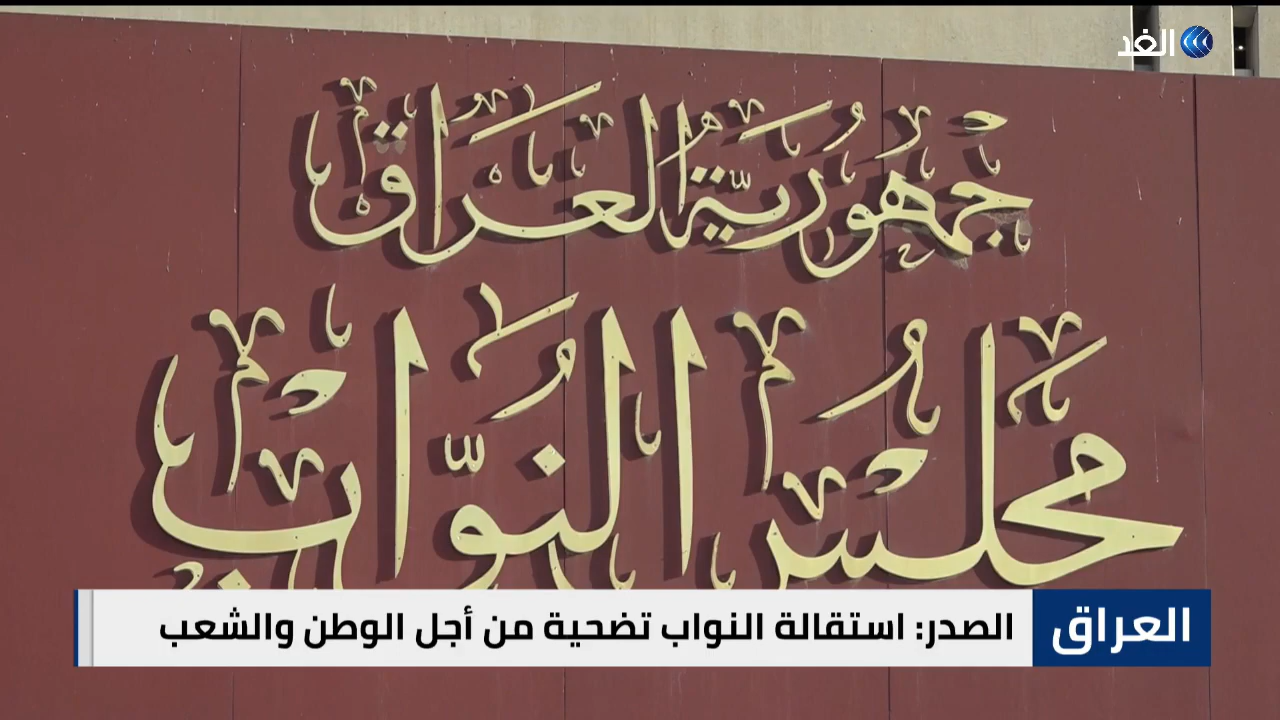 الغد
جمهورية العراق
مجلس النواب
العراق
الصدر: استقالة النواب تضحية من أجل الوطن والشعب